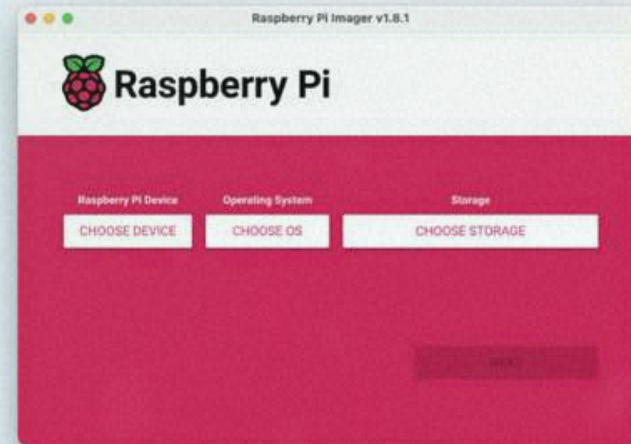 Raspberry Pi Imager v1.8.1
Raspberry Pi
Raspberry Pi Device Operating System Storage
CHOOSE DEVICE CHOOSE OS CHOOSE STORAGE